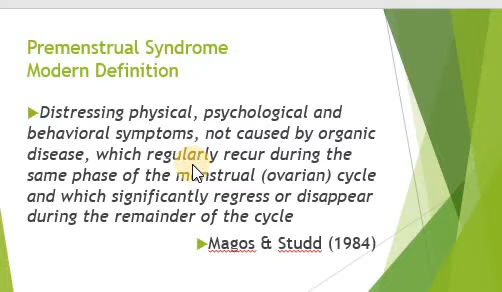 Premenstrual Syndrome
Modern Definition
Distressing physical, psychological and
behavioral symptoms, not caused by organic
disease, which regularly recur during the
same phase of the menstrual (ovarian) cycle
and which significantly regress or disappear
during the remainder of the cycle
Magos & Studd (1984)